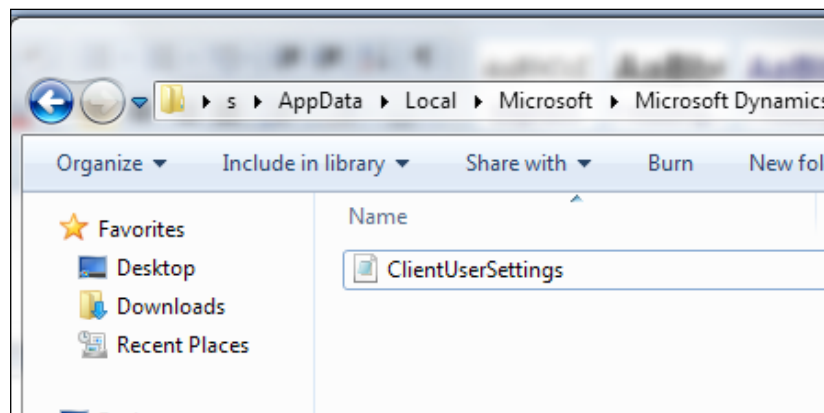 s AppData Local Microsoft Microsoft Dynamics
Organize Include in library Share with Burn New fol
Name
Favorites
ClientUserSettings
Desktop
Downloads
Recent Places